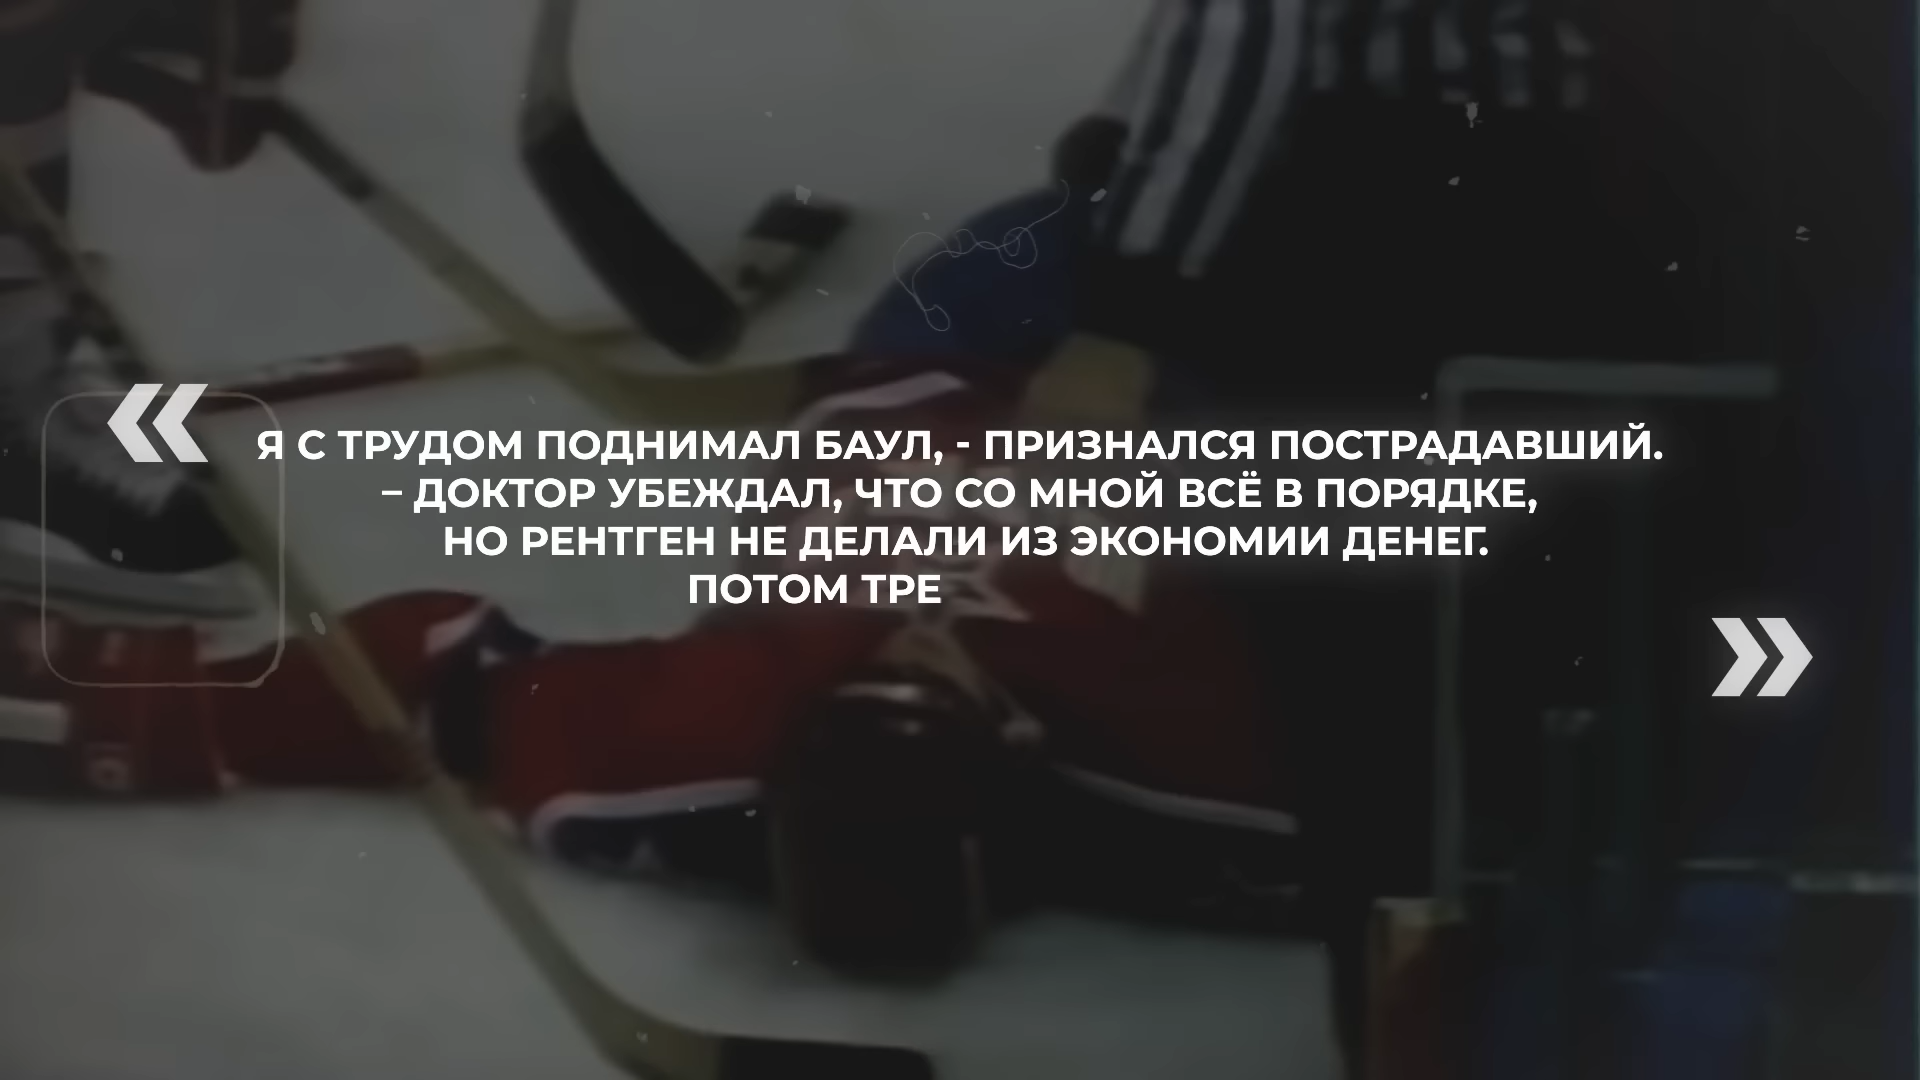 « Я С ТРУДОМ ПОДНИМАЛ БАУЛ, - ПРИЗНАЛСЯ ПОСТРАДАВШИЙ.
– ДОКТОР УБЕЖДАЛ, ЧТО СО МНОЙ ВСЁ В ПОРЯДКЕ,
НО РЕНТГЕН НЕ ДЕЛАЛИ ИЗ ЭКОНОМИИ ДЕНЕГ.
ПОТОМ ТРЕ
»